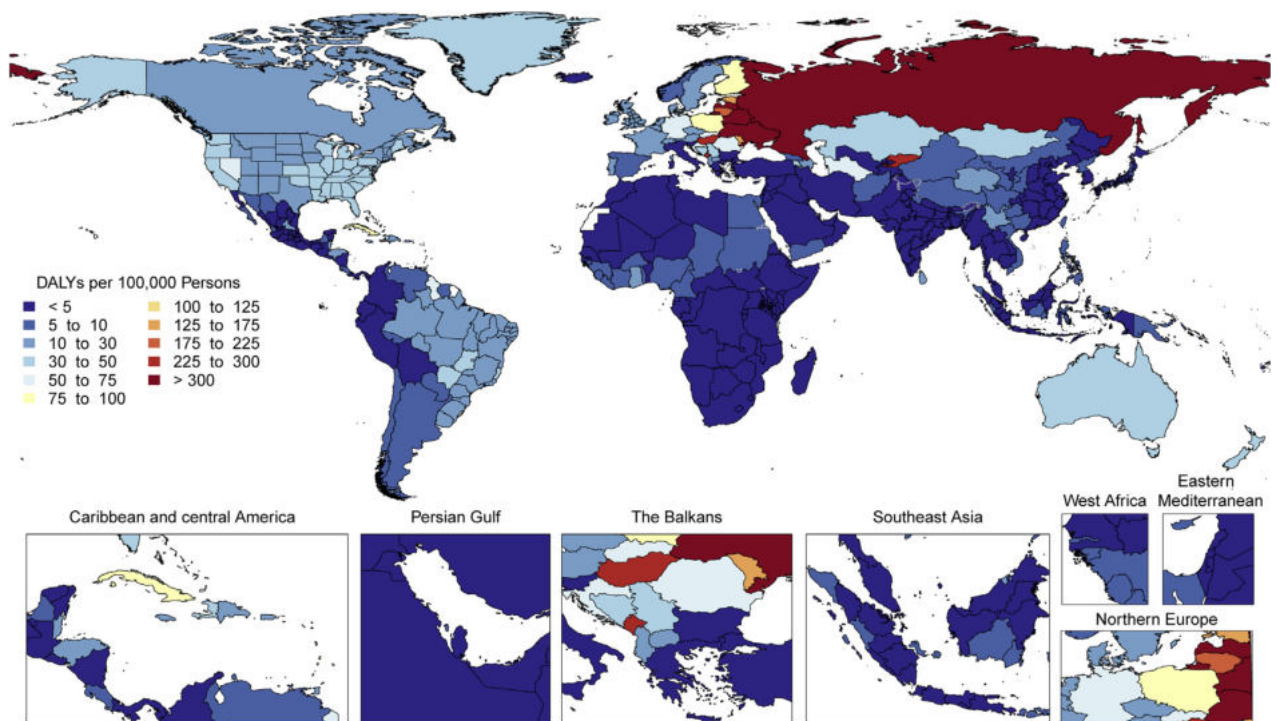 DALYs per 100,000 Persons
< 5
5 to 10
10 to 30
30 to 50
50 to 75
75 to 100
100 to 125
125 to 175
175 to 225
225 to 300
> 300
Caribbean and central America
Persian Gulf
The Balkans
Southeast Asia
West Africa
Eastern
Mediterranean
Northern Europe